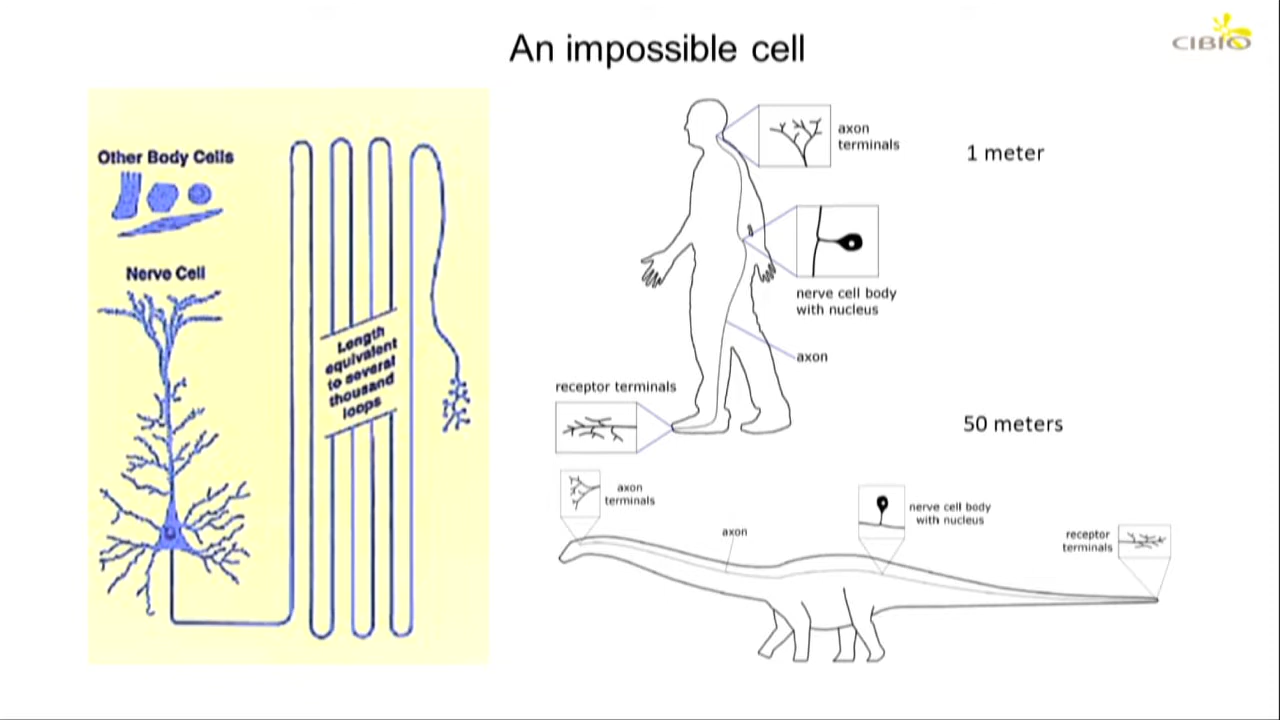 An impossible cell
CIBIO
Other Body Cells
Nerve Cell
Length
equivalent
to several
thousand
loops
axon
terminals
1 meter
nerve cell body
with nucleus
axon
receptor terminals
50 meters
axon
terminals
axon
nerve cell body
with nucleus
receptor
terminals